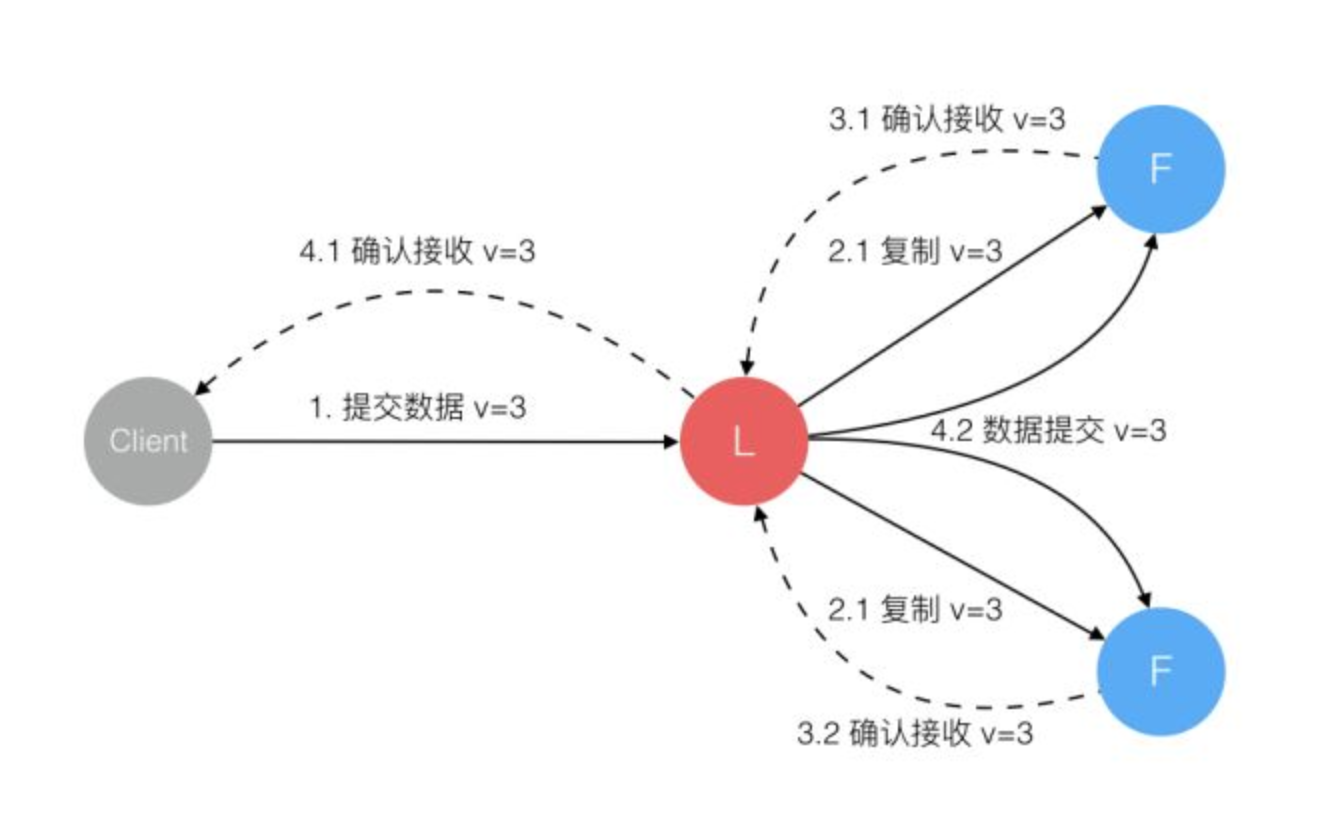 3.1 确认接收 v=3
F
2.1 复制 v=3
4.1 确认接收 v=3
1. 提交数据 v=3
Client
L
4.2 数据提交 v=3
2.1 复制 v=3
F
3.2 确认接收 v=3